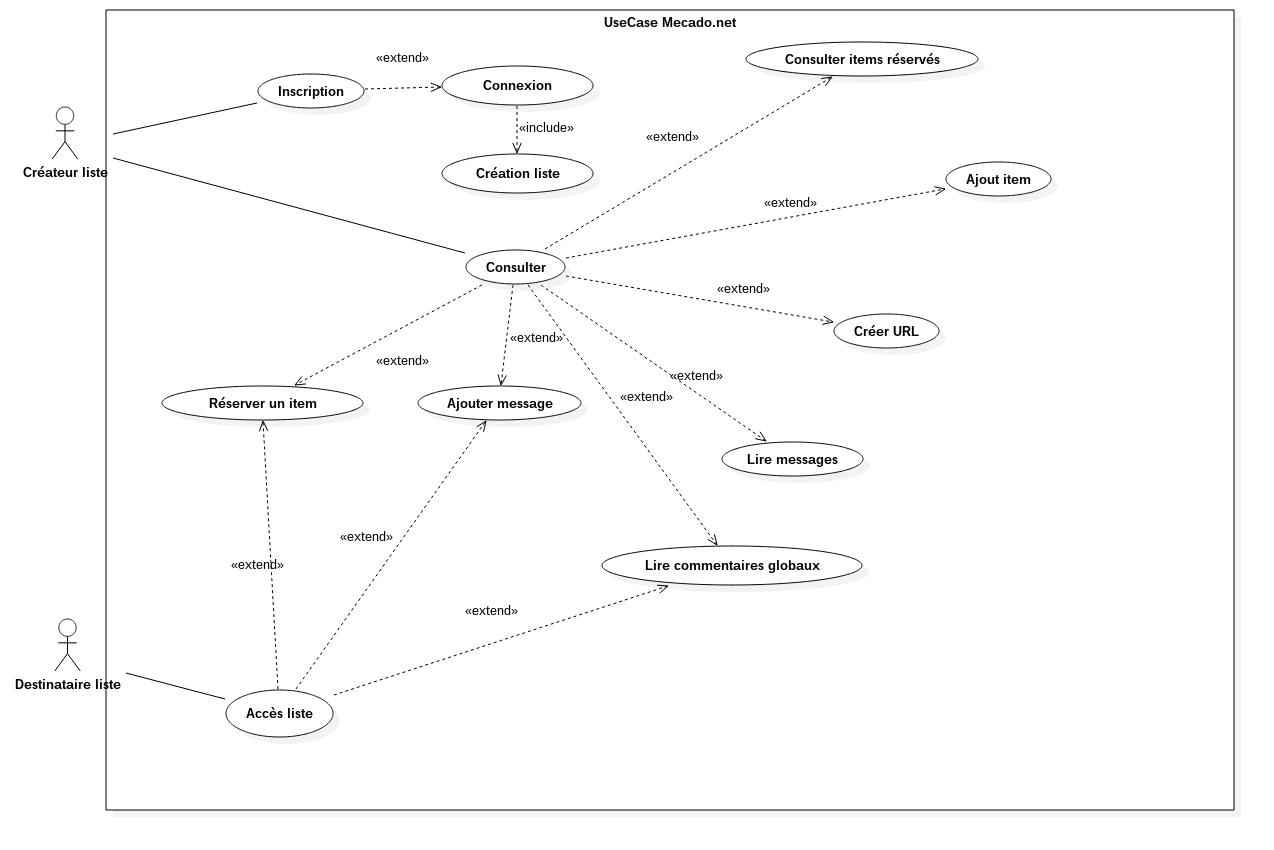 UseCase Mecado.net
«extend»
Consulter items réservés
Inscription
Connexion
«include»
«extend»
Créateur liste
Création liste
Ajout item
«extend»
Consulter
«extend»
Créer URL
«extend»
«extend»
«extend»
«extend»
Réserver un item
Ajouter message
Lire messages
«extend»
«extend»
Lire commentaires globaux
«extend»
Destinataire liste
Accès liste